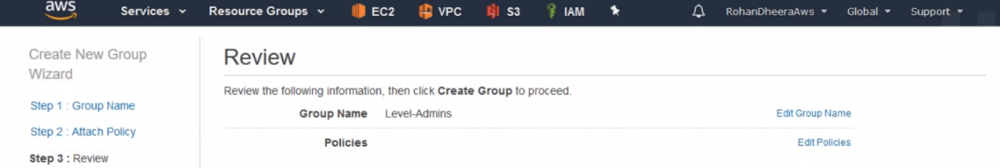 aws Services Resource Groups EC2 VPC S3 IAM RohanDheeraAws Global Support
Create New Group
Wizard
Step 1 : Group Name
Step 2 : Attach Policy
Step 3 : Review
Review
Review the following information, then click Create Group to proceed.
Group Name Level-Admins Edit Group Name
Policies Edit Policies